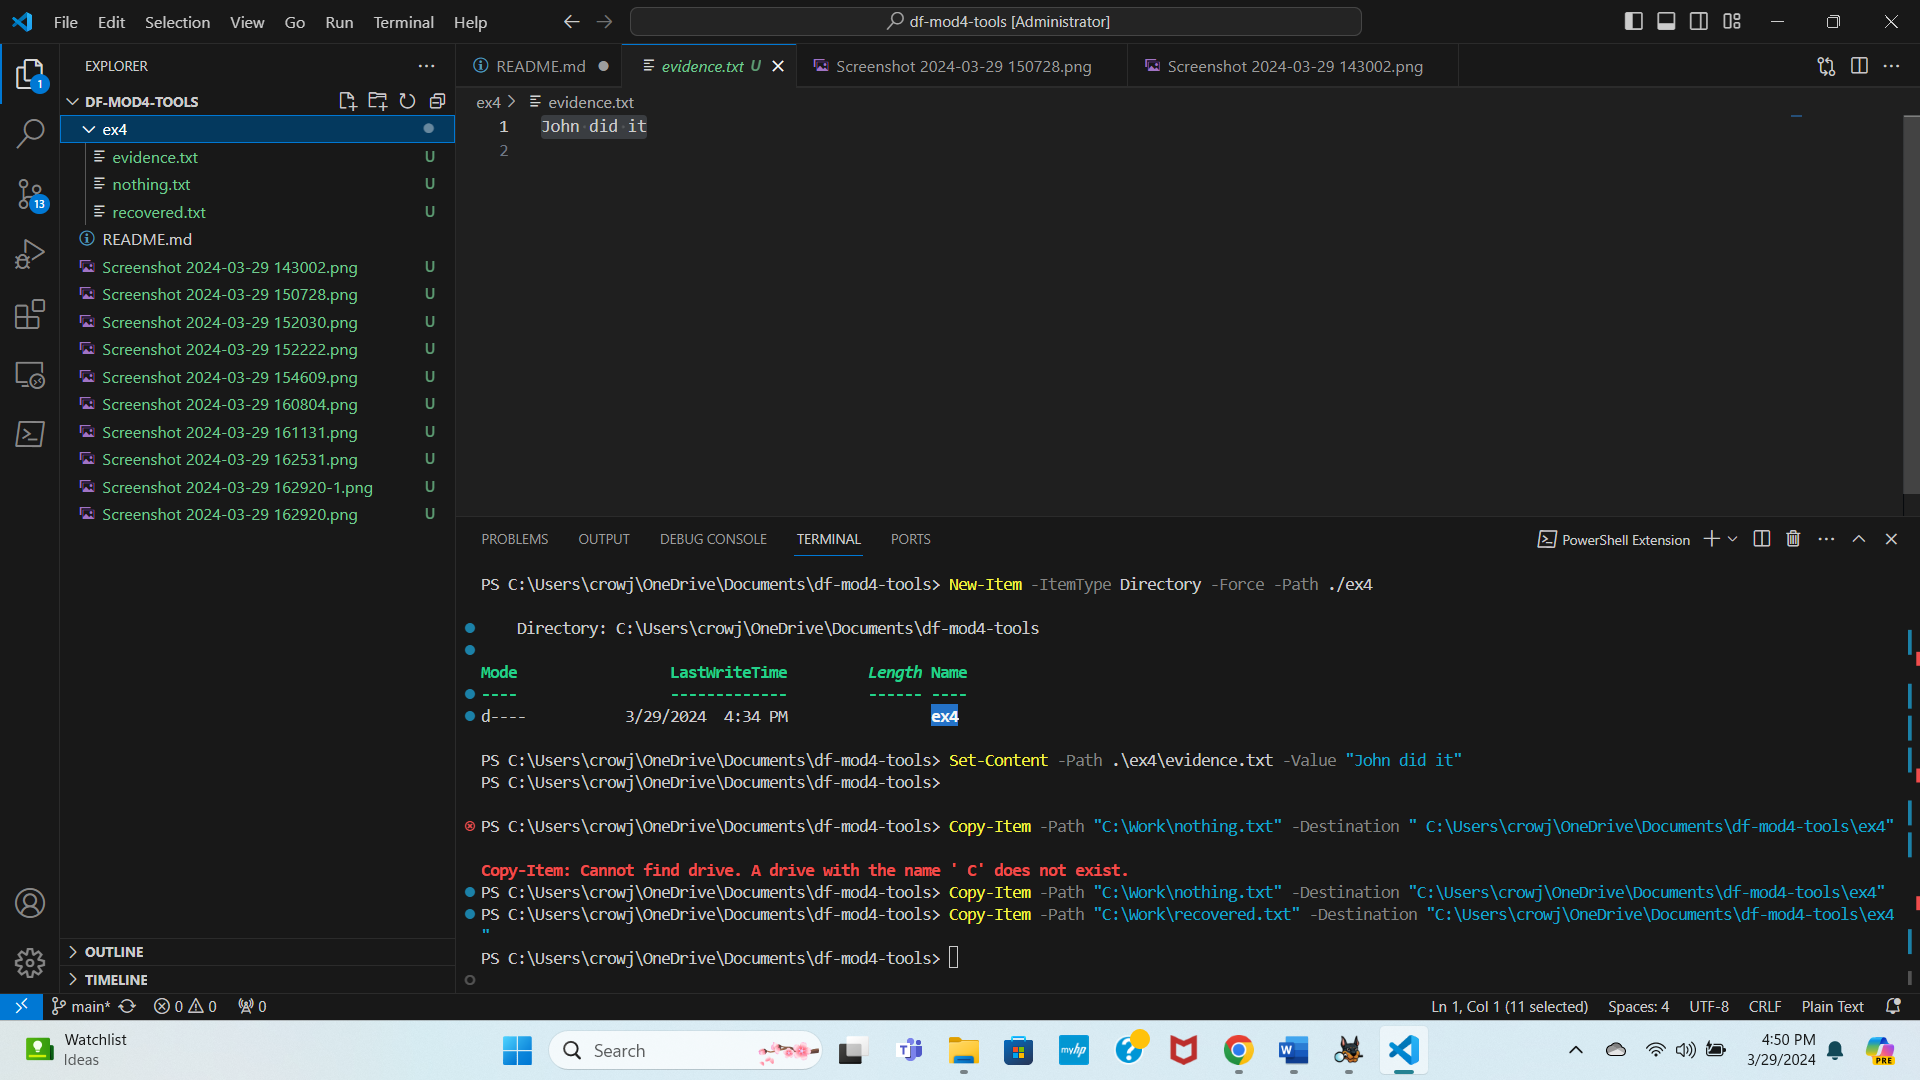 File Edit Selection View Go Run Terminal Help
df-mod4-tools [Administrator]
EXPLORER
1
DF-MOD4-TOOLS
ex4
evidence.txt U
nothing.txt U
recovered.txt U
13
README.md
Screenshot 2024-03-29 143002.png U
Screenshot 2024-03-29 150728.png U
Screenshot 2024-03-29 152030.png U
Screenshot 2024-03-29 152222.png U
Screenshot 2024-03-29 154609.png U
Screenshot 2024-03-29 160804.png U
Screenshot 2024-03-29 161131.png U
Screenshot 2024-03-29 162531.png U
Screenshot 2024-03-29 162920-1.png U
Screenshot 2024-03-29 162920.png U
OUTLINE
TIMELINE
README.md
evidence.txt U
Screenshot 2024-03-29 150728.png
Screenshot 2024-03-29 143002.png
ex4 > evidence.txt
1 John did it
2
PROBLEMS OUTPUT DEBUG CONSOLE TERMINAL PORTS
PowerShell Extension
PS C:\Users\crowj\OneDrive\Documents\df-mod4-tools> New-Item -ItemType Directory -Force -Path ./ex4
Directory: C:\Users\crowj\OneDrive\Documents\df-mod4-tools
Mode LastWriteTime Length Name
---- ------------- ------ ----
d---- 3/29/2024 4:34 PM ex4
PS C:\Users\crowj\OneDrive\Documents\df-mod4-tools> Set-Content -Path .\ex4\evidence.txt -Value "John did it"
PS C:\Users\crowj\OneDrive\Documents\df-mod4-tools>
PS C:\Users\crowj\OneDrive\Documents\df-mod4-tools> Copy-Item -Path "C:\Work\nothing.txt" -Destination " C:\Users\crowj\OneDrive\Documents\df-mod4-tools\ex4"
Copy-Item: Cannot find drive. A drive with the name ' C' does not exist.
PS C:\Users\crowj\OneDrive\Documents\df-mod4-tools> Copy-Item -Path "C:\Work\nothing.txt" -Destination "C:\Users\crowj\OneDrive\Documents\df-mod4-tools\ex4"
PS C:\Users\crowj\OneDrive\Documents\df-mod4-tools> Copy-Item -Path "C:\Work\recovered.txt" -Destination "C:\Users\crowj\OneDrive\Documents\df-mod4-tools\ex4
"
PS C:\Users\crowj\OneDrive\Documents\df-mod4-tools>
main* 0 0 0
Ln 1, Col 1 (11 selected) Spaces: 4 UTF-8 CRLF Plain Text
Watchlist
Ideas
Search
myhp
4:50 PM
3/29/2024
PRE